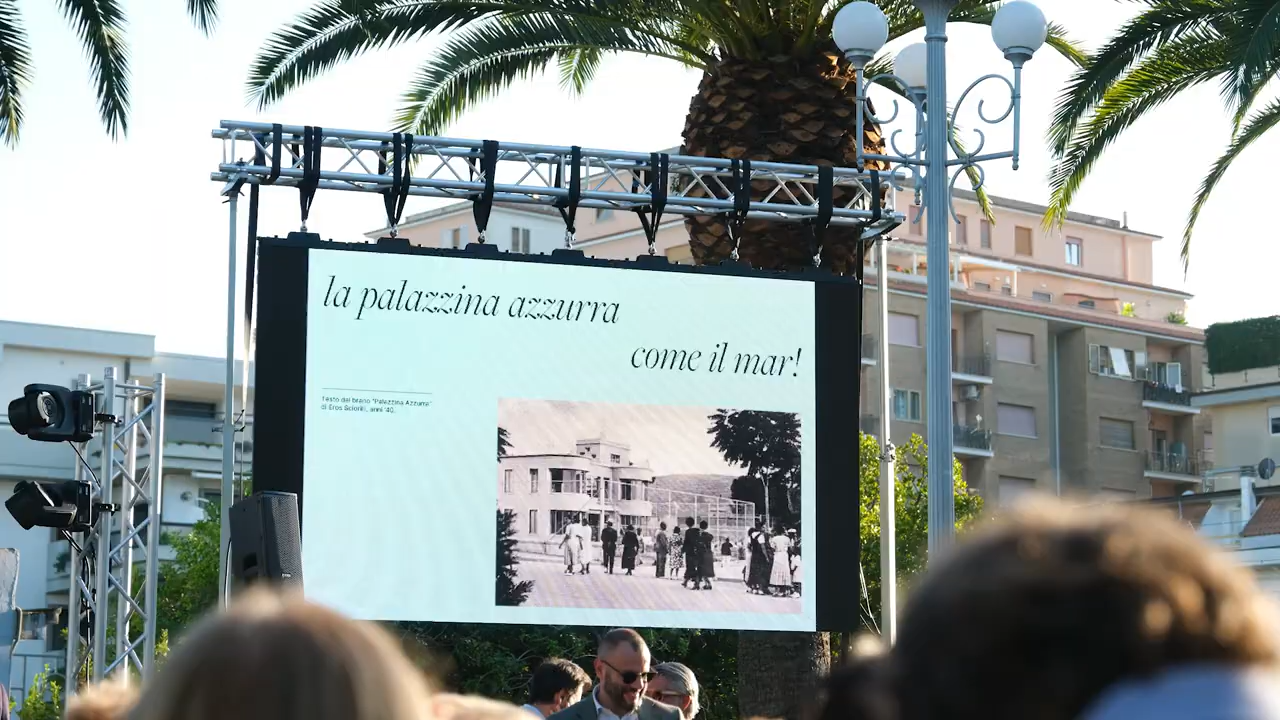 la palazzina azzurra
come il mar!
Testo del brano "Palazzina Azzurra"
di Eros Sciorilli, anni '40.